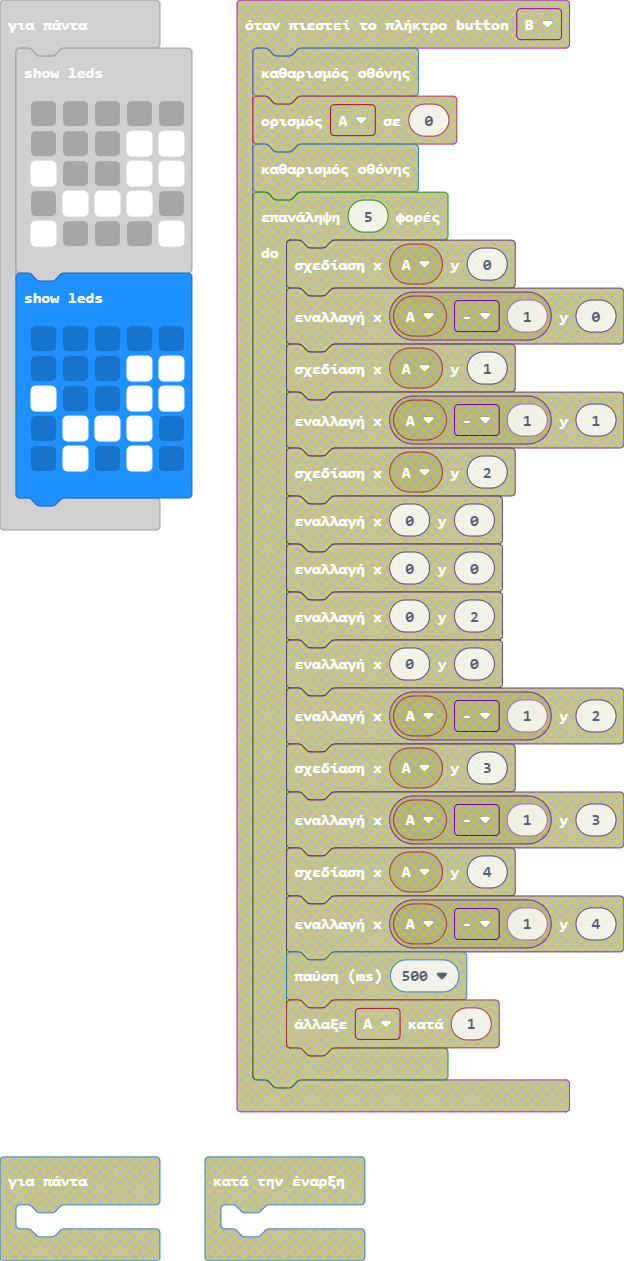 για πάντα
show leds
show leds
όταν πιεστεί το πλήκτρο button B
καθαρισμός οθόνης
ορισμός A σε 0
καθαρισμός οθόνης
επανάληψη 5 φορές
do
σχεδίαση x A y 0
εναλλαγή x A - 1 y 0
σχεδίαση x A y 1
εναλλαγή x A - 1 y 1
σχεδίαση x A y 2
εναλλαγή x 0 y 0
εναλλαγή x 0 y 0
εναλλαγή x 0 y 2
εναλλαγή x 0 y 0
εναλλαγή x A - 1 y 2
σχεδίαση x A y 3
εναλλαγή x A - 1 y 3
σχεδίαση x A y 4
εναλλαγή x A - 1 y 4
παύση (ms) 500
άλλαξε A κατά 1
για πάντα
κατά την έναρξη